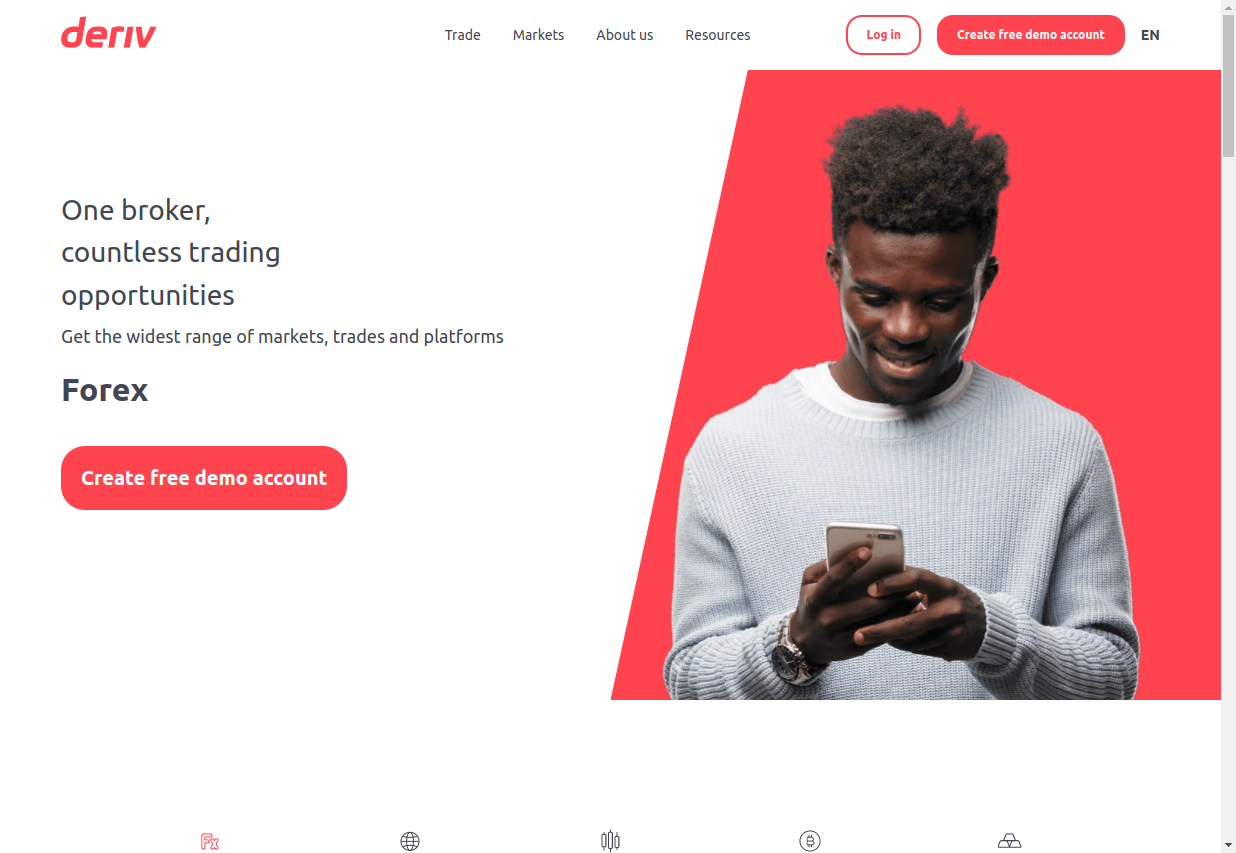 deriv
Trade Markets About us Resources Log in Create free demo account EN
One broker,
countless trading
opportunities
Get the widest range of markets, trades and platforms
Forex
Create free demo account
Fx